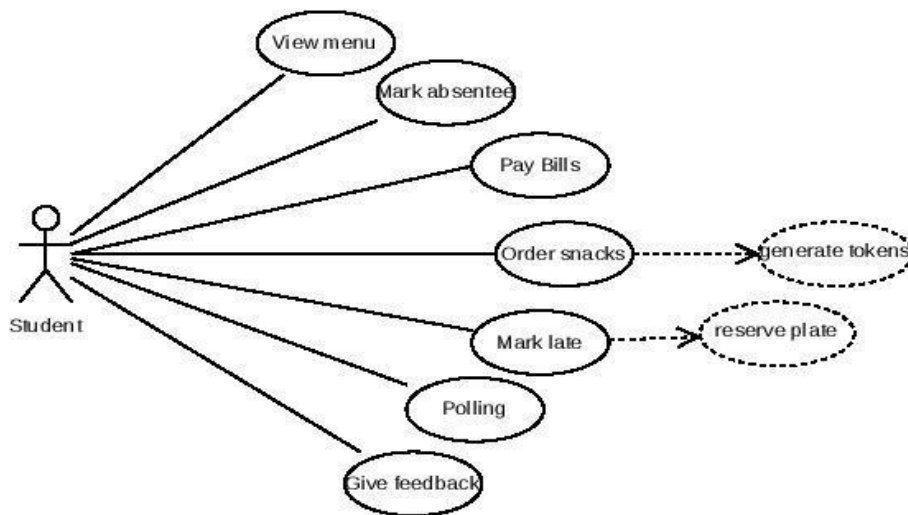 View menu
Mark absentee
Pay Bills
Order snacks
generate tokens
Student
Mark late
reserve plate
Polling
Give feedback